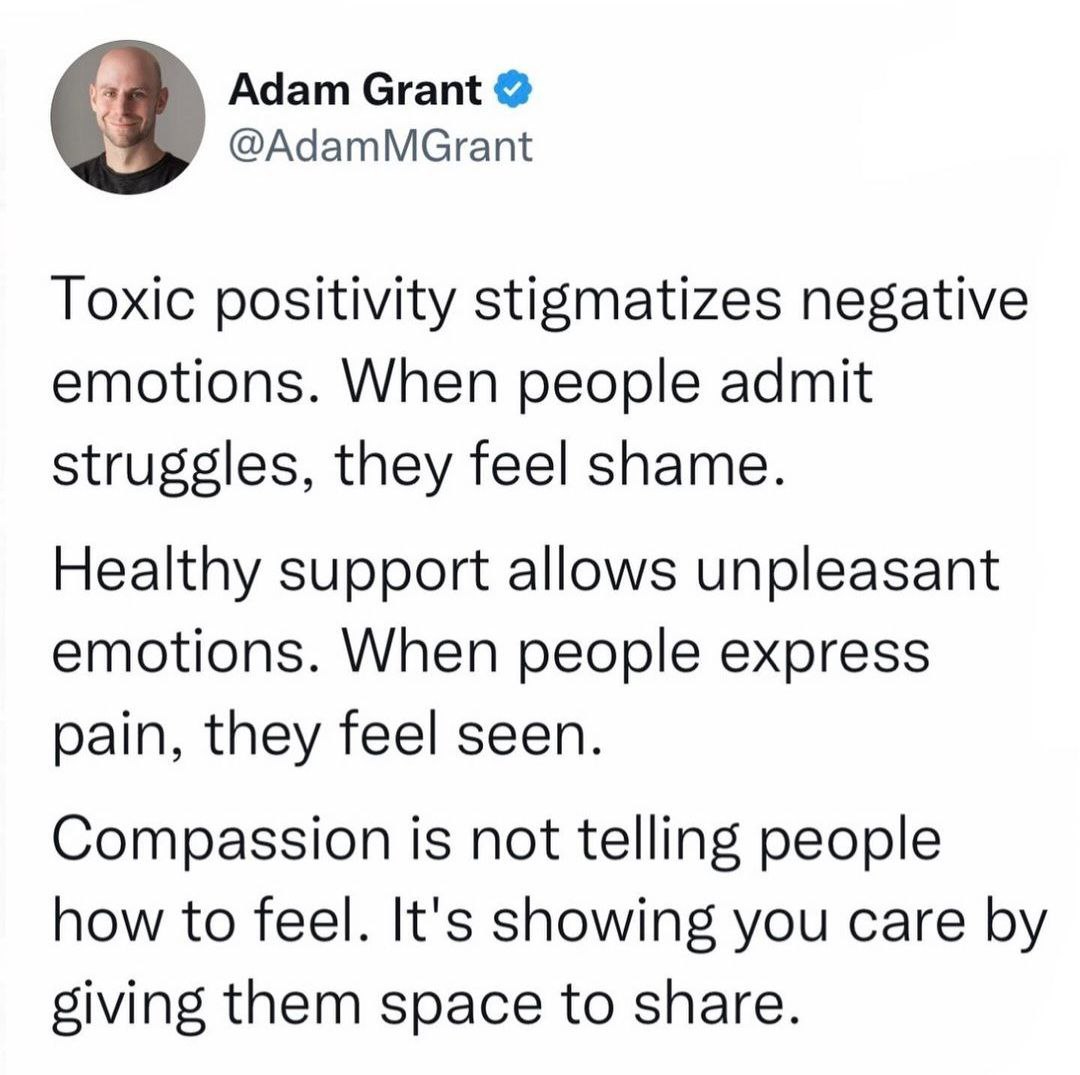 Adam Grant
@AdamMGrant
Toxic positivity stigmatizes negative
emotions. When people admit
struggles, they feel shame.
Healthy support allows unpleasant
emotions. When people express
pain, they feel seen.
Compassion is not telling people
how to feel. It's showing you care by
giving them space to share.